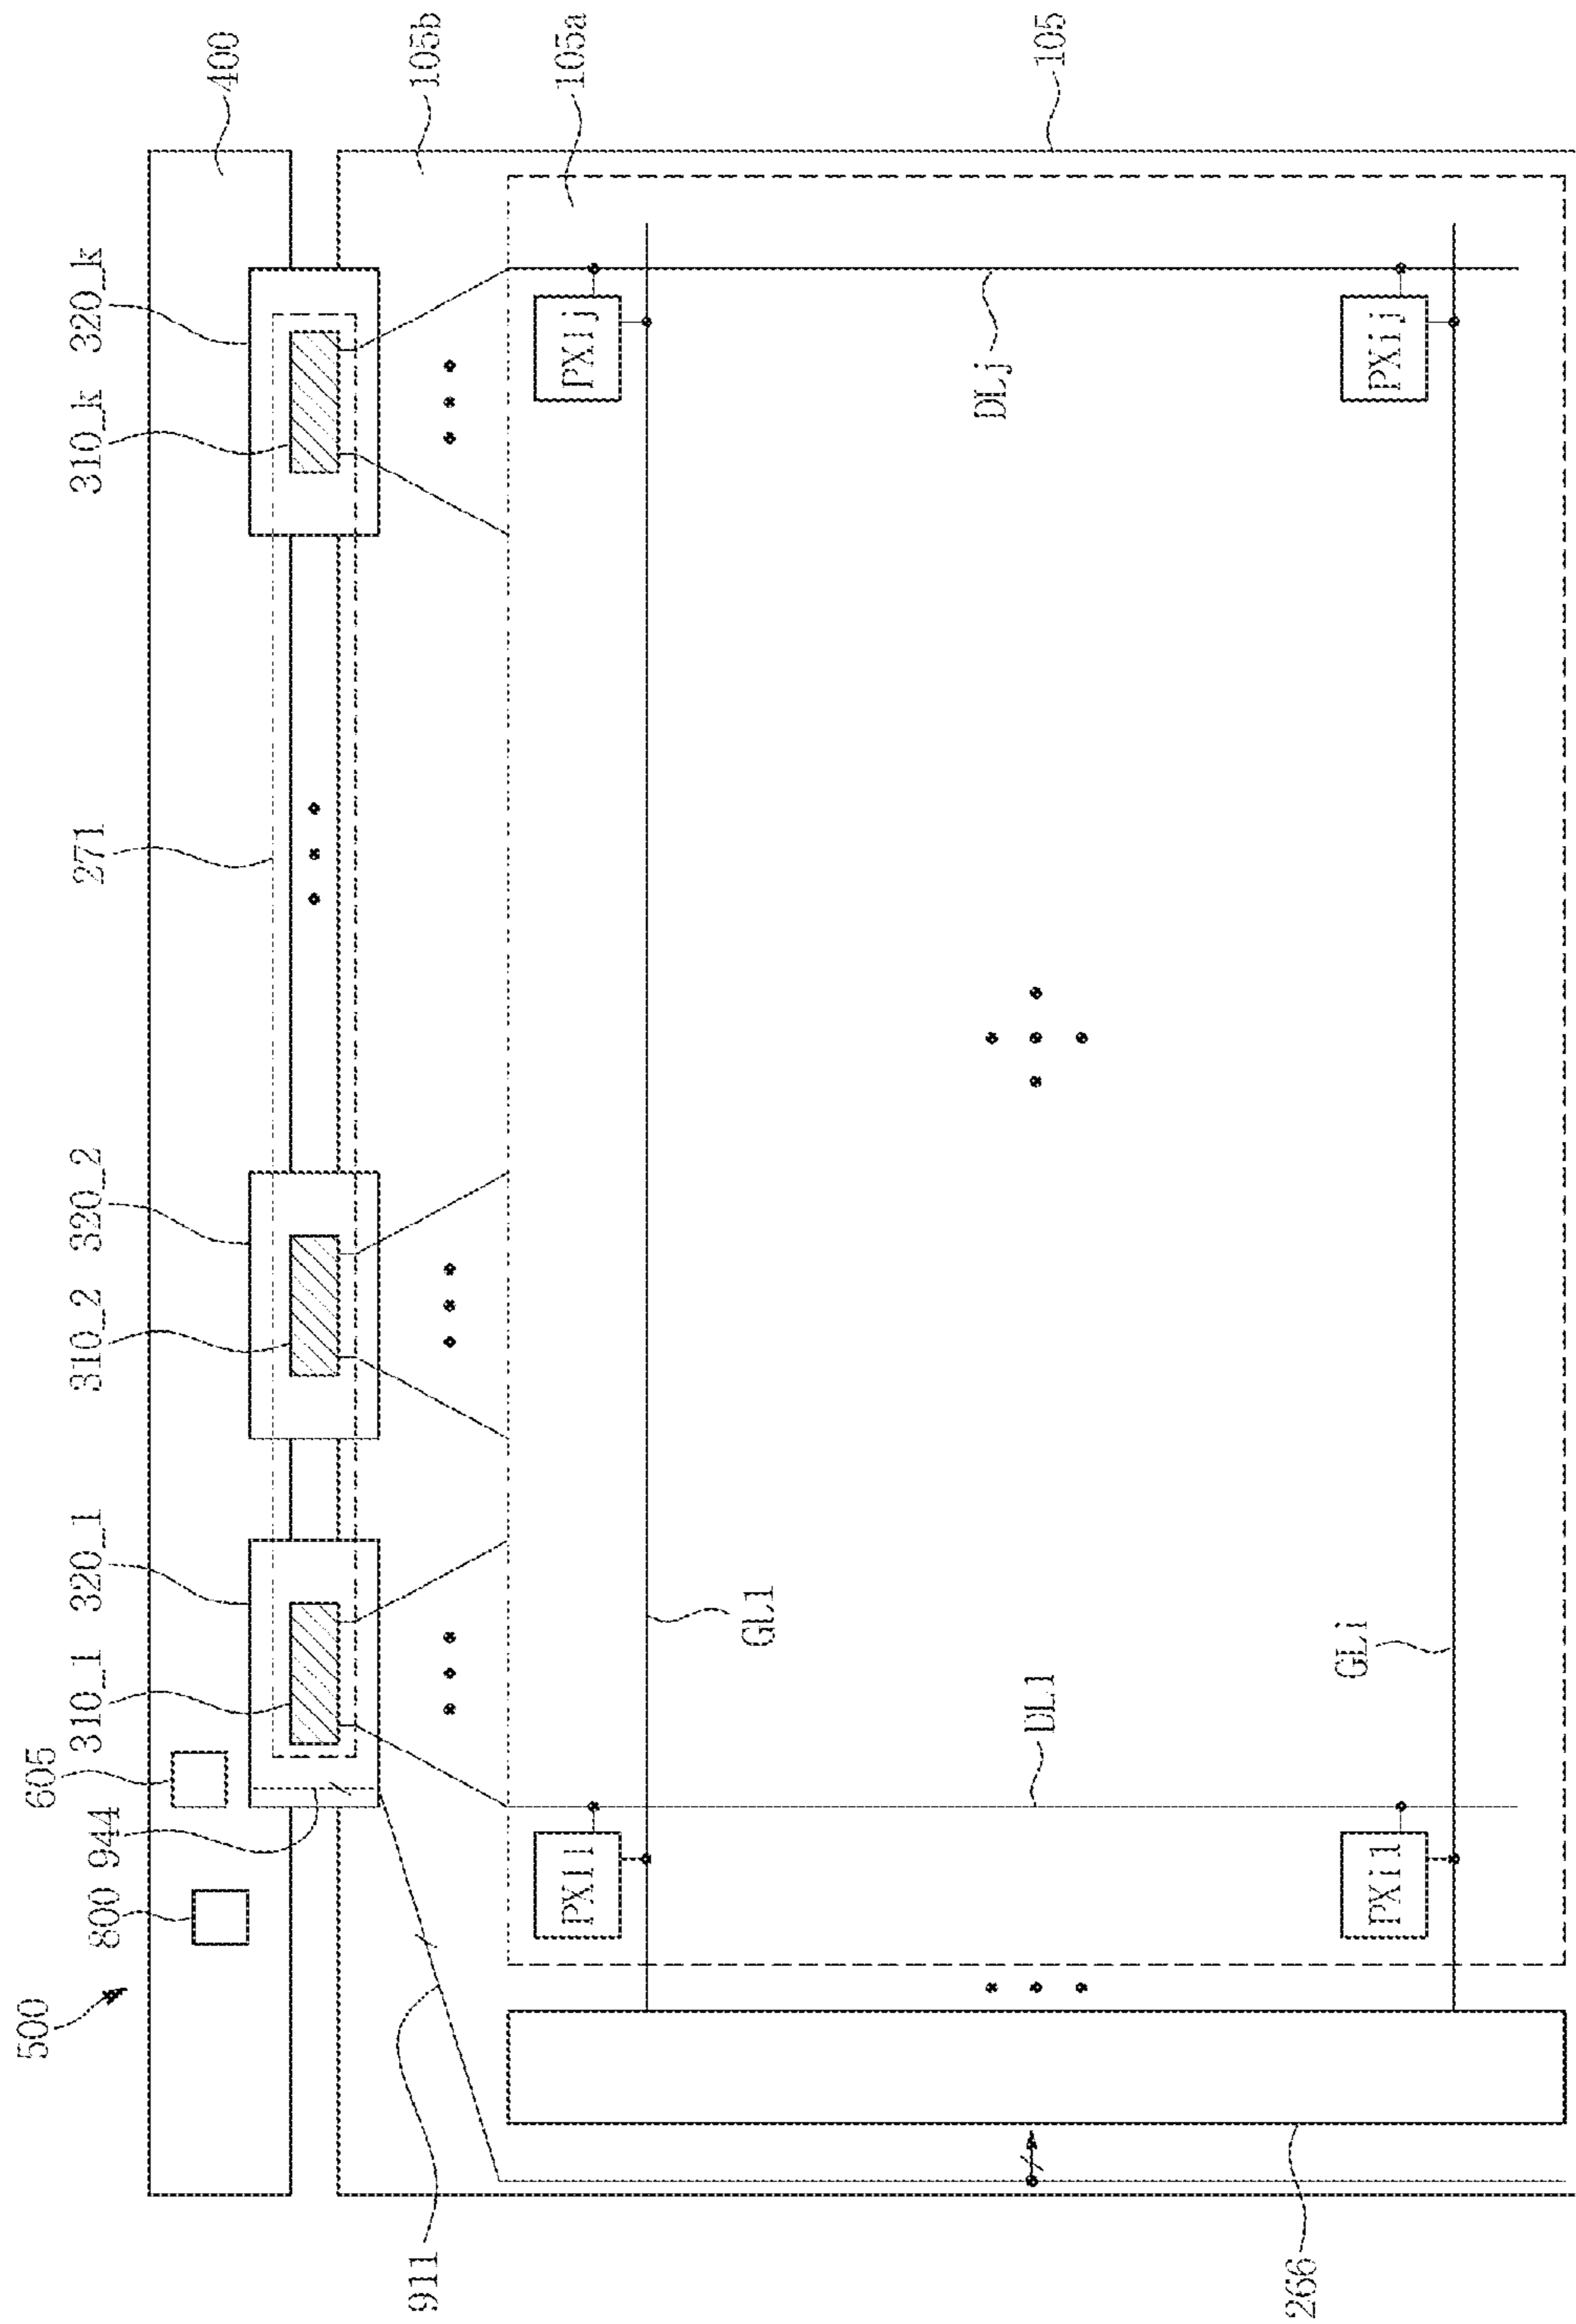 500
605
800
944
310_1
320_1
310_2
320_2
271
310_k
320_k
400
911
105b
105a
PX11
PX1j
GL1
DL1
DLj
105
266
PXi1
GLi
PXij